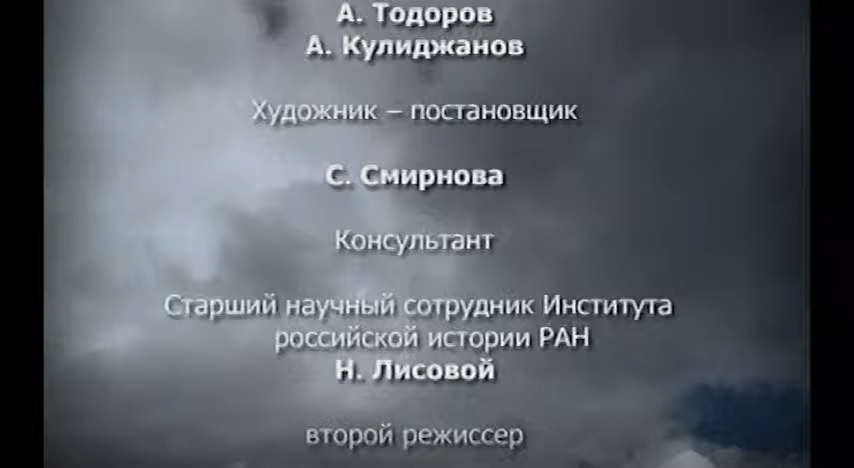 А. Тодоров
А. Кулиджанов
Художник – постановщик
С. Смирнова
Консультант
Старший научный сотрудник Института
российской истории РАН
Н. Лисовой
второй режиссер